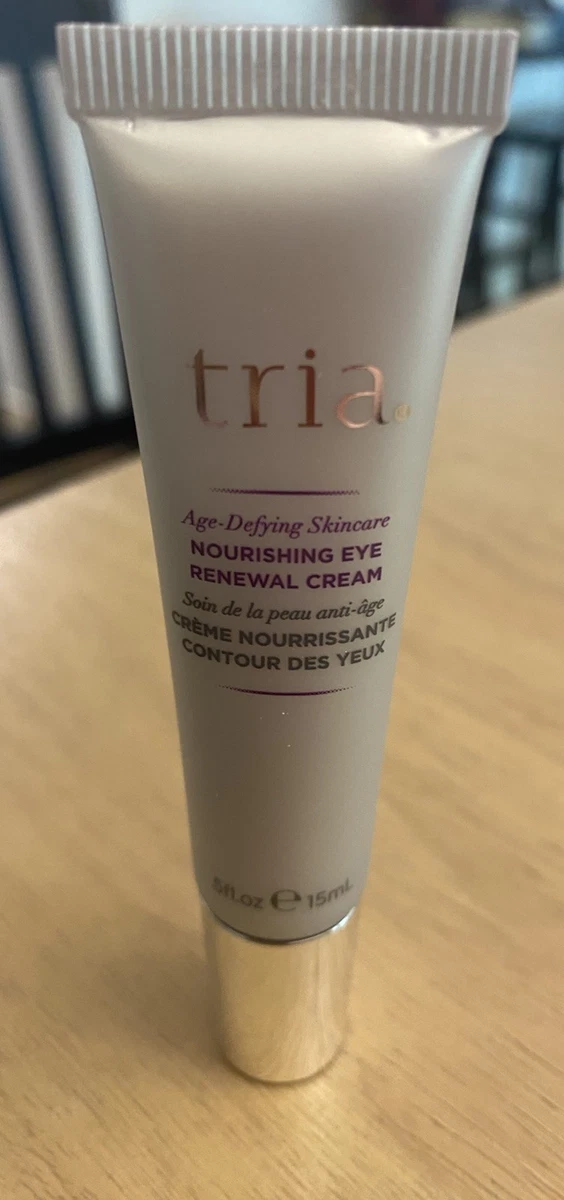 tria®
Age-Defying Skincare
NOURISHING EYE
RENEWAL CREAM
Soin de la peau anti-âge
CRÈME NOURRISSANTE
CONTOUR DES YEUX
.5fl.oz ℮ 15mL